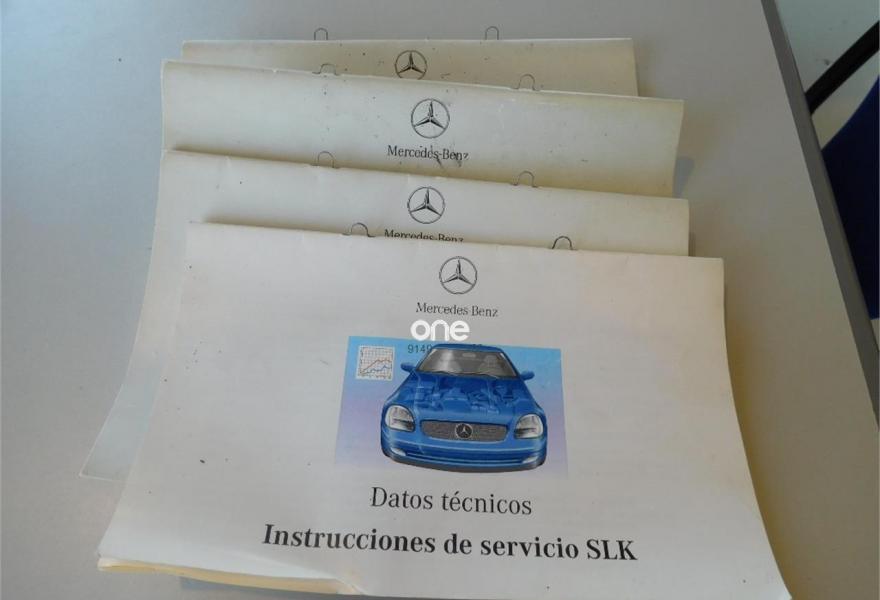 Mercedes-Benz
Mercedes-Benz
Mercedes-Benz
one
Datos técnicos
Instrucciones de servicio SLK